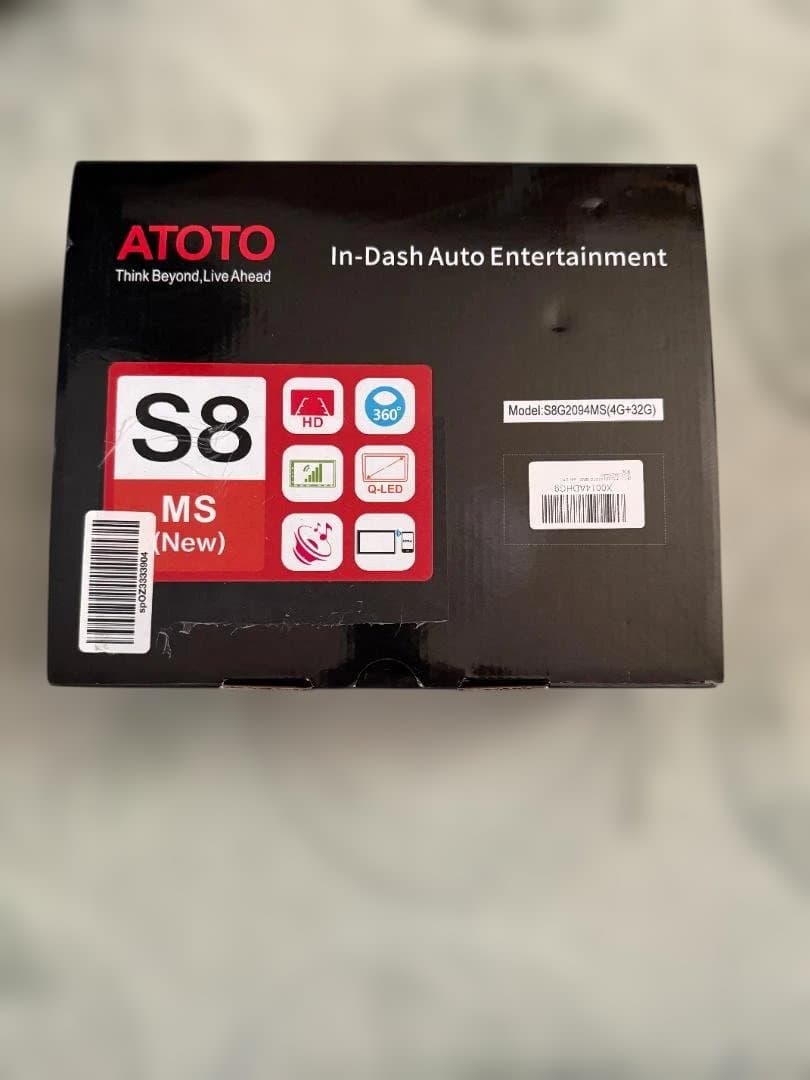 ATOTO
Think Beyond,Live Ahead
In-Dash Auto Entertainment
S8
MS
(New)
HD
360°
Q-LED
Model:S8G2094MS(4G+32G)
X0014ADHG9
spOZ3333904